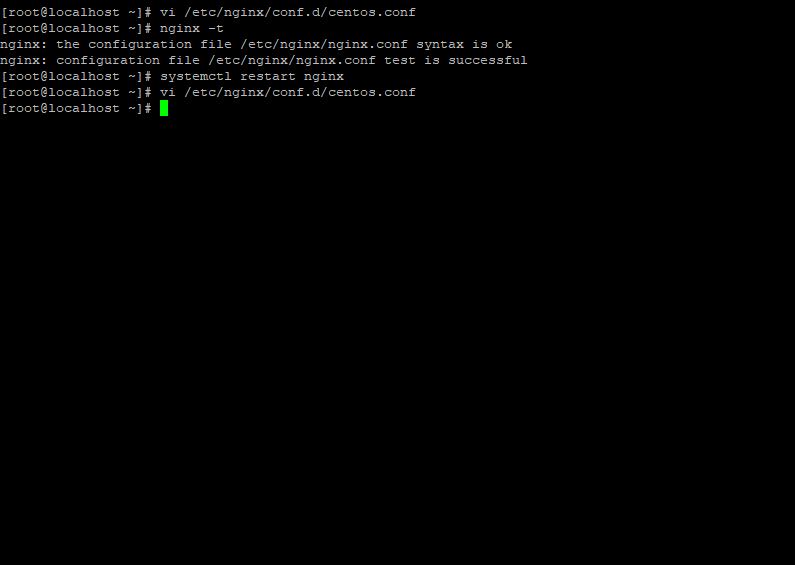 [root@localhost ~]# vi /etc/nginx/conf.d/centos.conf
[root@localhost ~]# nginx -t
nginx: the configuration file /etc/nginx/nginx.conf syntax is ok
nginx: configuration file /etc/nginx/nginx.conf test is successful
[root@localhost ~]# systemctl restart nginx
[root@localhost ~]# vi /etc/nginx/conf.d/centos.conf
[root@localhost ~]#